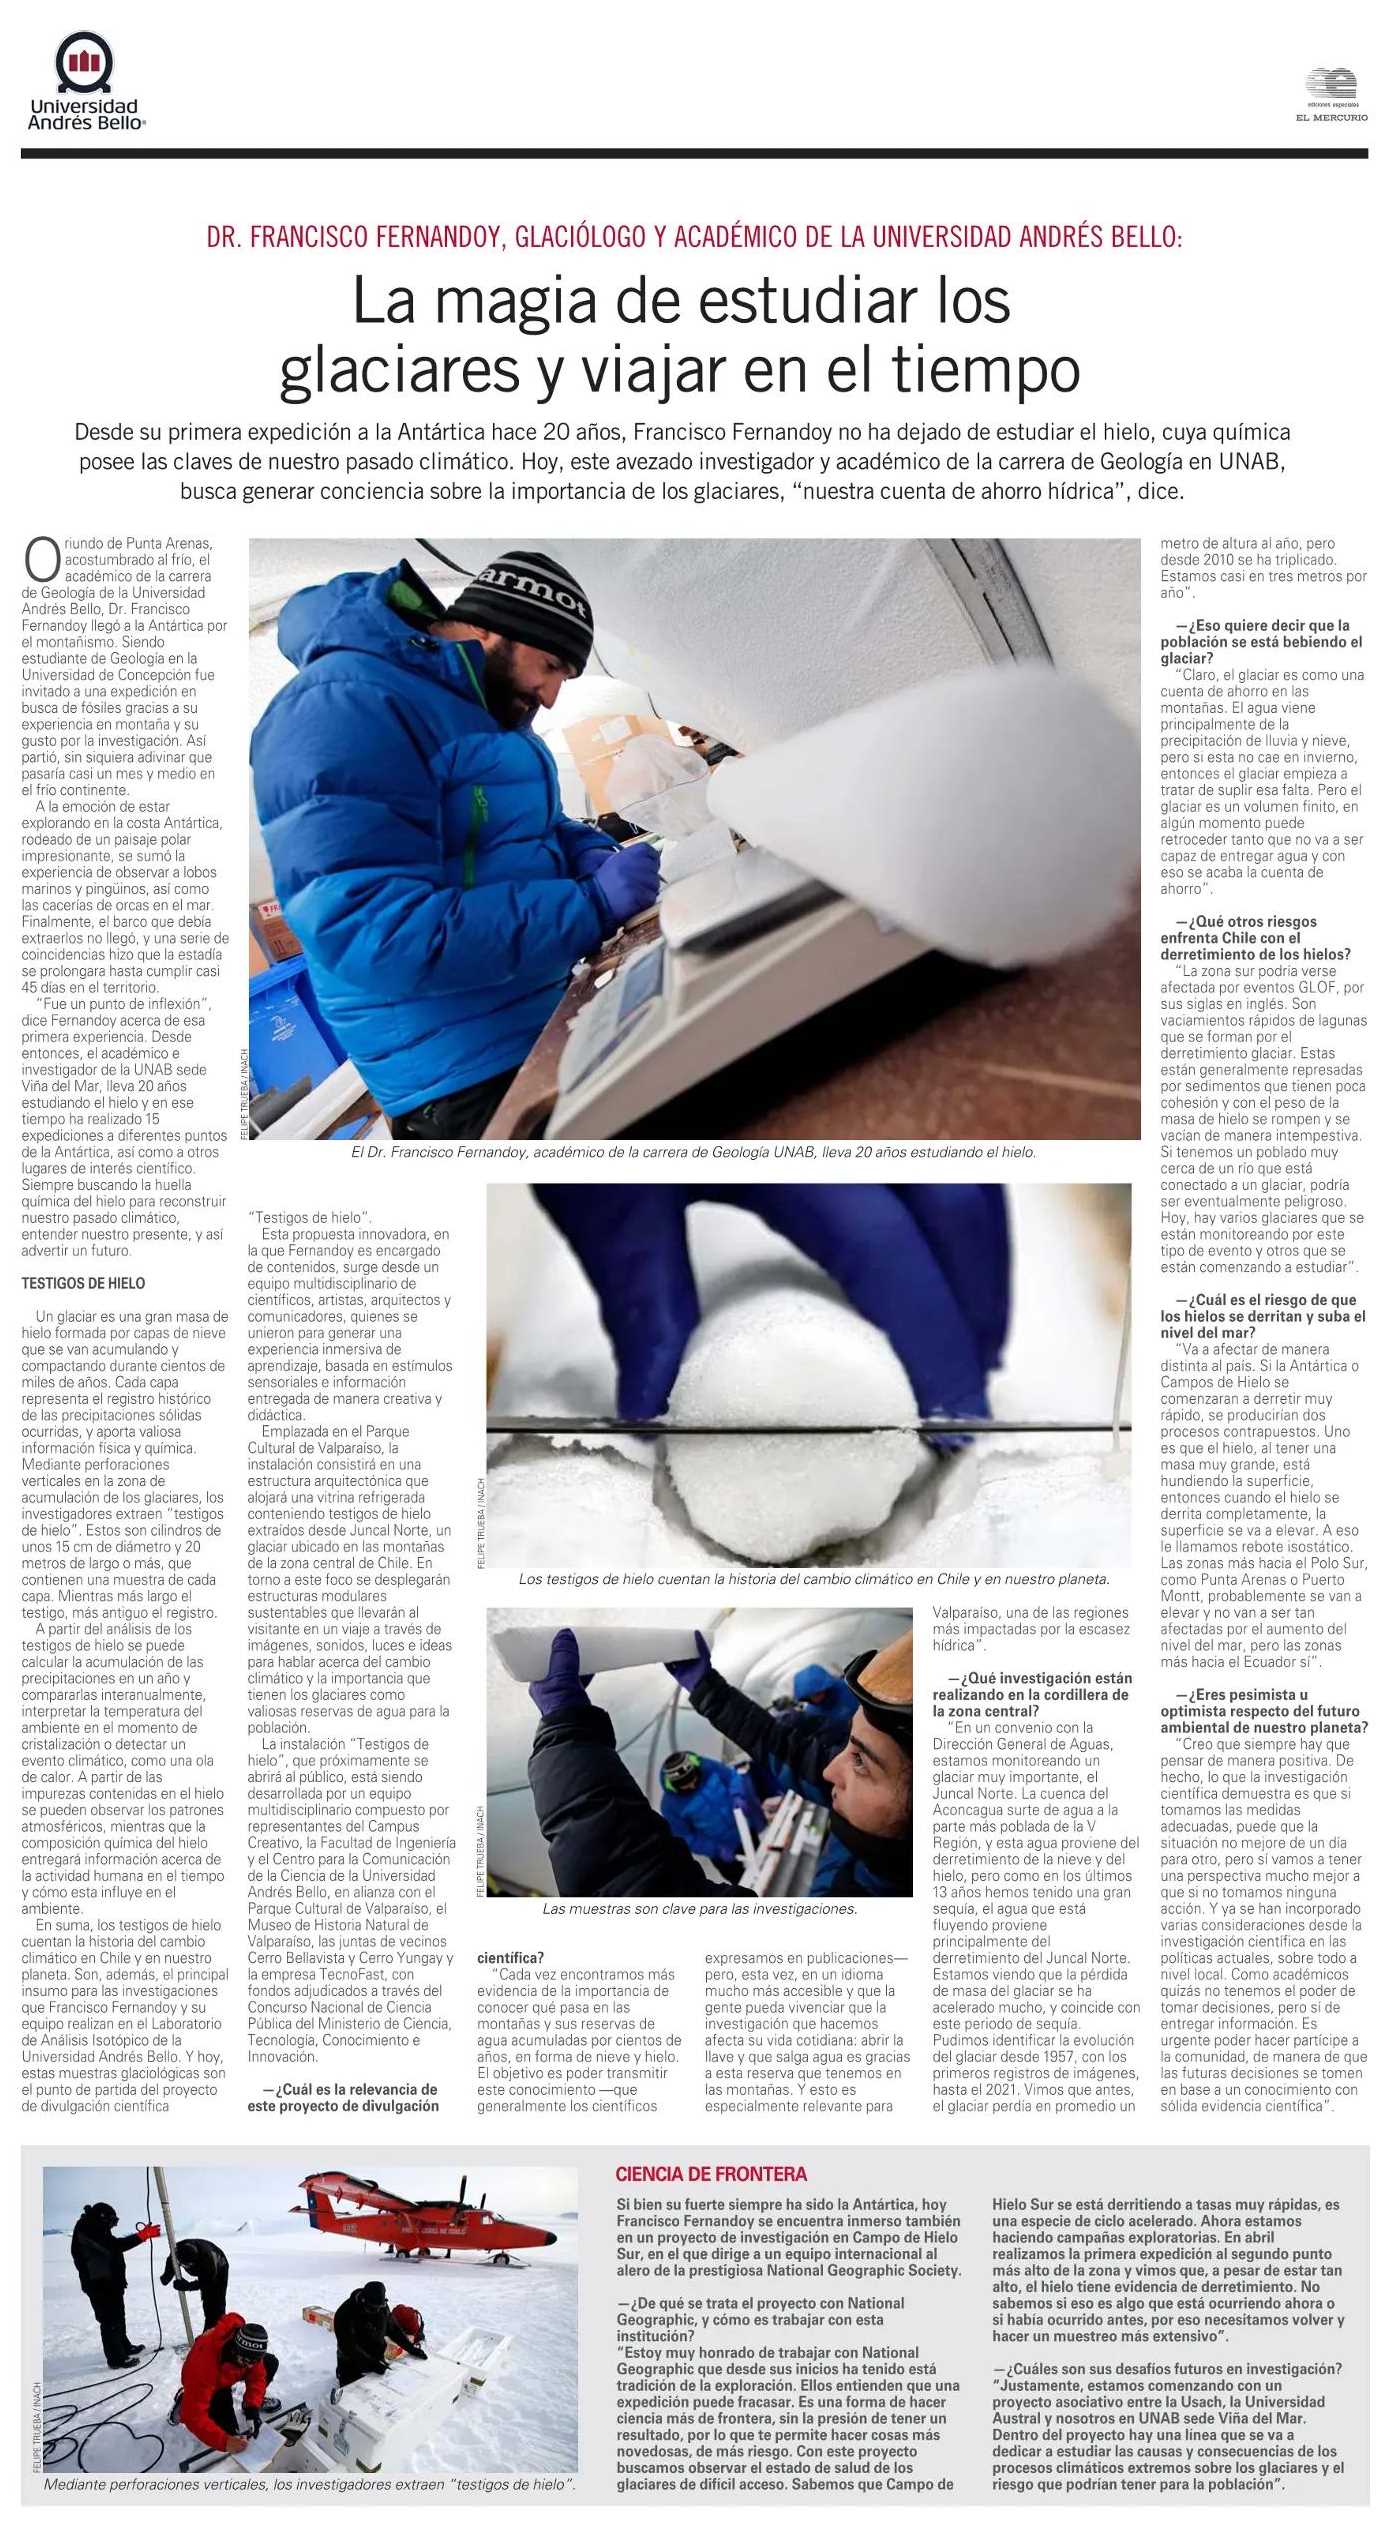 Universidad
Andrés Bello®
ediciones especiales
EL MERCURIO
DR. FRANCISCO FERNANDOY, GLACIÓLOGO Y ACADÉMICO DE LA UNIVERSIDAD ANDRÉS BELLO:
La magia de estudiar los
glaciares y viajar en el tiempo
Desde su primera expedición a la Antártica hace 20 años, Francisco Fernandoy no ha dejado de estudiar el hielo, cuya química
posee las claves de nuestro pasado climático. Hoy, este avezado investigador y académico de la carrera de Geología en UNAB,
busca generar conciencia sobre la importancia de los glaciares, “nuestra cuenta de ahorro hídrica”, dice.
Oriundo de Punta Arenas,
acostumbrado al frío, el
académico de la carrera
de Geología de la Universidad
Andrés Bello, Dr. Francisco
Fernandoy llegó a la Antártica por
el montañismo. Siendo
estudiante de Geología en la
Universidad de Concepción fue
invitado a una expedición en
busca de fósiles gracias a su
experiencia en montaña y su
gusto por la investigación. Así
partió, sin siquiera adivinar que
pasaría casi un mes y medio en
el frío continente.
A la emoción de estar
explorando en la costa Antártica,
rodeado de un paisaje polar
impresionante, se sumó la
experiencia de observar a lobos
marinos y pingüinos, así como
las cacerías de orcas en el mar.
Finalmente, el barco que debía
extraerlos no llegó, y una serie de
coincidencias hizo que la estadía
se prolongara hasta cumplir casi
45 días en el territorio.
“Fue un punto de inflexión”,
dice Fernandoy acerca de esa
primera experiencia. Desde
entonces, el académico e
investigador de la UNAB sede
Viña del Mar, lleva 20 años
estudiando el hielo y en ese
tiempo ha realizado 15
expediciones a diferentes puntos
de la Antártica, así como a otros
lugares de interés científico.
Siempre buscando la huella
química del hielo para reconstruir
nuestro pasado climático,
entender nuestro presente, y así
advertir un futuro.
TESTIGOS DE HIELO
Un glaciar es una gran masa de
hielo formada por capas de nieve
que se van acumulando y
compactando durante cientos de
miles de años. Cada capa
representa el registro histórico
de las precipitaciones sólidas
ocurridas, y aporta valiosa
información física y química.
Mediante perforaciones
verticales en la zona de
acumulación de los glaciares, los
investigadores extraen “testigos
de hielo”. Estos son cilindros de
unos 15 cm de diámetro y 20
metros de largo o más, que
contienen una muestra de cada
capa. Mientras más largo el
testigo, más antiguo el registro.
A partir del análisis de los
testigos de hielo se puede
calcular la acumulación de las
precipitaciones en un año y
compararlas interanualmente,
interpretar la temperatura del
ambiente en el momento de
cristalización o detectar un
evento climático, como una ola
de calor. A partir de las
impurezas contenidas en el hielo
se pueden observar los patrones
atmosféricos, mientras que la
composición química del hielo
entregará información acerca de
la actividad humana en el tiempo
y cómo esta influye en el
ambiente.
En suma, los testigos de hielo
cuentan la historia del cambio
climático en Chile y en nuestro
planeta. Son, además, el principal
insumo para las investigaciones
que Francisco Fernandoy y su
equipo realizan en el Laboratorio
de Análisis Isotópico de la
Universidad Andrés Bello. Y hoy,
estas muestras glaciológicas son
el punto de partida del proyecto
de divulgación científica
armot
FELIPE TRUEBA / INACH
El Dr. Francisco Fernandoy, académico de la carrera de Geología UNAB, lleva 20 años estudiando el hielo.
“Testigos de hielo”.
Esta propuesta innovadora, en
la que Fernandoy es encargado
de contenidos, surge desde un
equipo multidisciplinario de
científicos, artistas, arquitectos y
comunicadores, quienes se
unieron para generar una
experiencia inmersiva de
aprendizaje, basada en estímulos
sensoriales e información
entregada de manera creativa y
didáctica.
Emplazada en el Parque
Cultural de Valparaíso, la
instalación consistirá en una
estructura arquitectónica que
alojará una vitrina refrigerada
conteniendo testigos de hielo
extraídos desde Juncal Norte, un
glaciar ubicado en las montañas
de la zona central de Chile. En
torno a este foco se desplegarán
estructuras modulares
sustentables que llevarán al
visitante en un viaje a través de
imágenes, sonidos, luces e ideas
para hablar acerca del cambio
climático y la importancia que
tienen los glaciares como
valiosas reservas de agua para la
población.
La instalación “Testigos de
hielo”, que próximamente se
abrirá al público, está siendo
desarrollada por un equipo
multidisciplinario compuesto por
representantes del Campus
Creativo, la Facultad de Ingeniería
y el Centro para la Comunicación
de la Ciencia de la Universidad
Andrés Bello, en alianza con el
Parque Cultural de Valparaíso, el
Museo de Historia Natural de
Valparaíso, las juntas de vecinos
Cerro Bellavista y Cerro Yungay y
la empresa TecnoFast, con
fondos adjudicados a través del
Concurso Nacional de Ciencia
Pública del Ministerio de Ciencia,
Tecnología, Conocimiento e
Innovación.
—¿Cuál es la relevancia de
este proyecto de divulgación
FELIPE TRUEBA / INACH
Los testigos de hielo cuentan la historia del cambio climático en Chile y en nuestro planeta.
FELIPE TRUEBA / INACH
Las muestras son clave para las investigaciones.
científica?
“Cada vez encontramos más
evidencia de la importancia de
conocer qué pasa en las
montañas y sus reservas de
agua acumuladas por cientos de
años, en forma de nieve y hielo.
El objetivo es poder transmitir
este conocimiento —que
generalmente los científicos
expresamos en publicaciones—
pero, esta vez, en un idioma
mucho más accesible y que la
gente pueda vivenciar que la
investigación que hacemos
afecta su vida cotidiana: abrir la
llave y que salga agua es gracias
a esta reserva que tenemos en
las montañas. Y esto es
especialmente relevante para
Valparaíso, una de las regiones
más impactadas por la escasez
hídrica”.
—¿Qué investigación están
realizando en la cordillera de
la zona central?
“En un convenio con la
Dirección General de Aguas,
estamos monitoreando un
glaciar muy importante, el
Juncal Norte. La cuenca del
Aconcagua surte de agua a la
parte más poblada de la V
Región, y esta agua proviene del
derretimiento de la nieve y del
hielo, pero como en los últimos
13 años hemos tenido una gran
sequía, el agua que está
fluyendo proviene
principalmente del
derretimiento del Juncal Norte.
Estamos viendo que la pérdida
de masa del glaciar se ha
acelerado mucho, y coincide con
este periodo de sequía.
Pudimos identificar la evolución
del glaciar desde 1957, con los
primeros registros de imágenes,
hasta el 2021. Vimos que antes,
el glaciar perdía en promedio un
metro de altura al año, pero
desde 2010 se ha triplicado.
Estamos casi en tres metros por
año”.
—¿Eso quiere decir que la
población se está bebiendo el
glaciar?
“Claro, el glaciar es como una
cuenta de ahorro en las
montañas. El agua viene
principalmente de la
precipitación de lluvia y nieve,
pero si esta no cae en invierno,
entonces el glaciar empieza a
tratar de suplir esa falta. Pero el
glaciar es un volumen finito, en
algún momento puede
retroceder tanto que no va a ser
capaz de entregar agua y con
eso se acaba la cuenta de
ahorro”.
—¿Qué otros riesgos
enfrenta Chile con el
derretimiento de los hielos?
“La zona sur podría verse
afectada por eventos GLOF, por
sus siglas en inglés. Son
vaciamientos rápidos de lagunas
que se forman por el
derretimiento glaciar. Estas
están generalmente represadas
por sedimentos que tienen poca
cohesión y con el peso de la
masa de hielo se rompen y se
vacían de manera intempestiva.
Si tenemos un poblado muy
cerca de un río que está
conectado a un glaciar, podría
ser eventualmente peligroso.
Hoy, hay varios glaciares que se
están monitoreando por este
tipo de evento y otros que se
están comenzando a estudiar”.
—¿Cuál es el riesgo de que
los hielos se derritan y suba el
nivel del mar?
“Va a afectar de manera
distinta al país. Si la Antártica o
Campos de Hielo se
comenzaran a derretir muy
rápido, se producirían dos
procesos contrapuestos. Uno
es que el hielo, al tener una
masa muy grande, está
hundiendo la superficie,
entonces cuando el hielo se
derrita completamente, la
superficie se va a elevar. A eso
le llamamos rebote isostático.
Las zonas más hacia el Polo Sur,
como Punta Arenas o Puerto
Montt, probablemente se van a
elevar y no van a ser tan
afectadas por el aumento del
nivel del mar, pero las zonas
más hacia el Ecuador sí”.
—¿Eres pesimista u
optimista respecto del futuro
ambiental de nuestro planeta?
“Creo que siempre hay que
pensar de manera positiva. De
hecho, lo que la investigación
científica demuestra es que si
tomamos las medidas
adecuadas, puede que la
situación no mejore de un día
para otro, pero sí vamos a tener
una perspectiva mucho mejor a
que si no tomamos ninguna
acción. Y ya se han incorporado
varias consideraciones desde la
investigación científica en las
políticas actuales, sobre todo a
nivel local. Como académicos
quizás no tenemos el poder de
tomar decisiones, pero sí de
entregar información. Es
urgente poder hacer partícipe a
la comunidad, de manera de que
las futuras decisiones se tomen
en base a un conocimiento con
sólida evidencia científica”.
armot
FELIPE TRUEBA / INACH
Mediante perforaciones verticales, los investigadores extraen “testigos de hielo”.
CIENCIA DE FRONTERA
Si bien su fuerte siempre ha sido la Antártica, hoy
Francisco Fernandoy se encuentra inmerso también
en un proyecto de investigación en Campo de Hielo
Sur, en el que dirige a un equipo internacional al
alero de la prestigiosa National Geographic Society.
—¿De qué se trata el proyecto con National
Geographic, y cómo es trabajar con esta
institución?
“Estoy muy honrado de trabajar con National
Geographic que desde sus inicios ha tenido está
tradición de la exploración. Ellos entienden que una
expedición puede fracasar. Es una forma de hacer
ciencia más de frontera, sin la presión de tener un
resultado, por lo que te permite hacer cosas más
novedosas, de más riesgo. Con este proyecto
buscamos observar el estado de salud de los
glaciares de difícil acceso. Sabemos que Campo de
Hielo Sur se está derritiendo a tasas muy rápidas, es
una especie de ciclo acelerado. Ahora estamos
haciendo campañas exploratorias. En abril
realizamos la primera expedición al segundo punto
más alto de la zona y vimos que, a pesar de estar tan
alto, el hielo tiene evidencia de derretimiento. No
sabemos si eso es algo que está ocurriendo ahora o
si había ocurrido antes, por eso necesitamos volver y
hacer un muestreo más extensivo”.
—¿Cuáles son sus desafíos futuros en investigación?
“Justamente, estamos comenzando con un
proyecto asociativo entre la Usach, la Universidad
Austral y nosotros en UNAB sede Viña del Mar.
Dentro del proyecto hay una línea que se va a
dedicar a estudiar las causas y consecuencias de los
procesos climáticos extremos sobre los glaciares y el
riesgo que podrían tener para la población”.